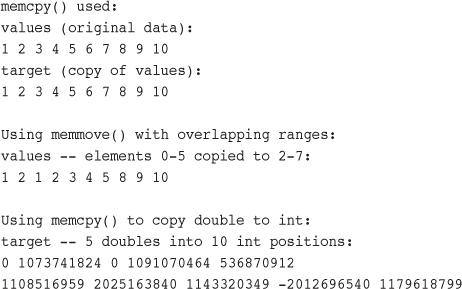 memcpy() used:
values (original data):
1 2 3 4 5 6 7 8 9 10
target (copy of values):
1 2 3 4 5 6 7 8 9 10
Using memmove() with overlapping ranges:
values -- elements 0-5 copied to 2-7:
1 2 1 2 3 4 5 8 9 10
Using memcpy() to copy double to int:
target -- 5 doubles into 10 int positions:
0 1073741824 0 1091070464 536870912
1108516959 2025163840 1143320349 -2012696540 1179618799